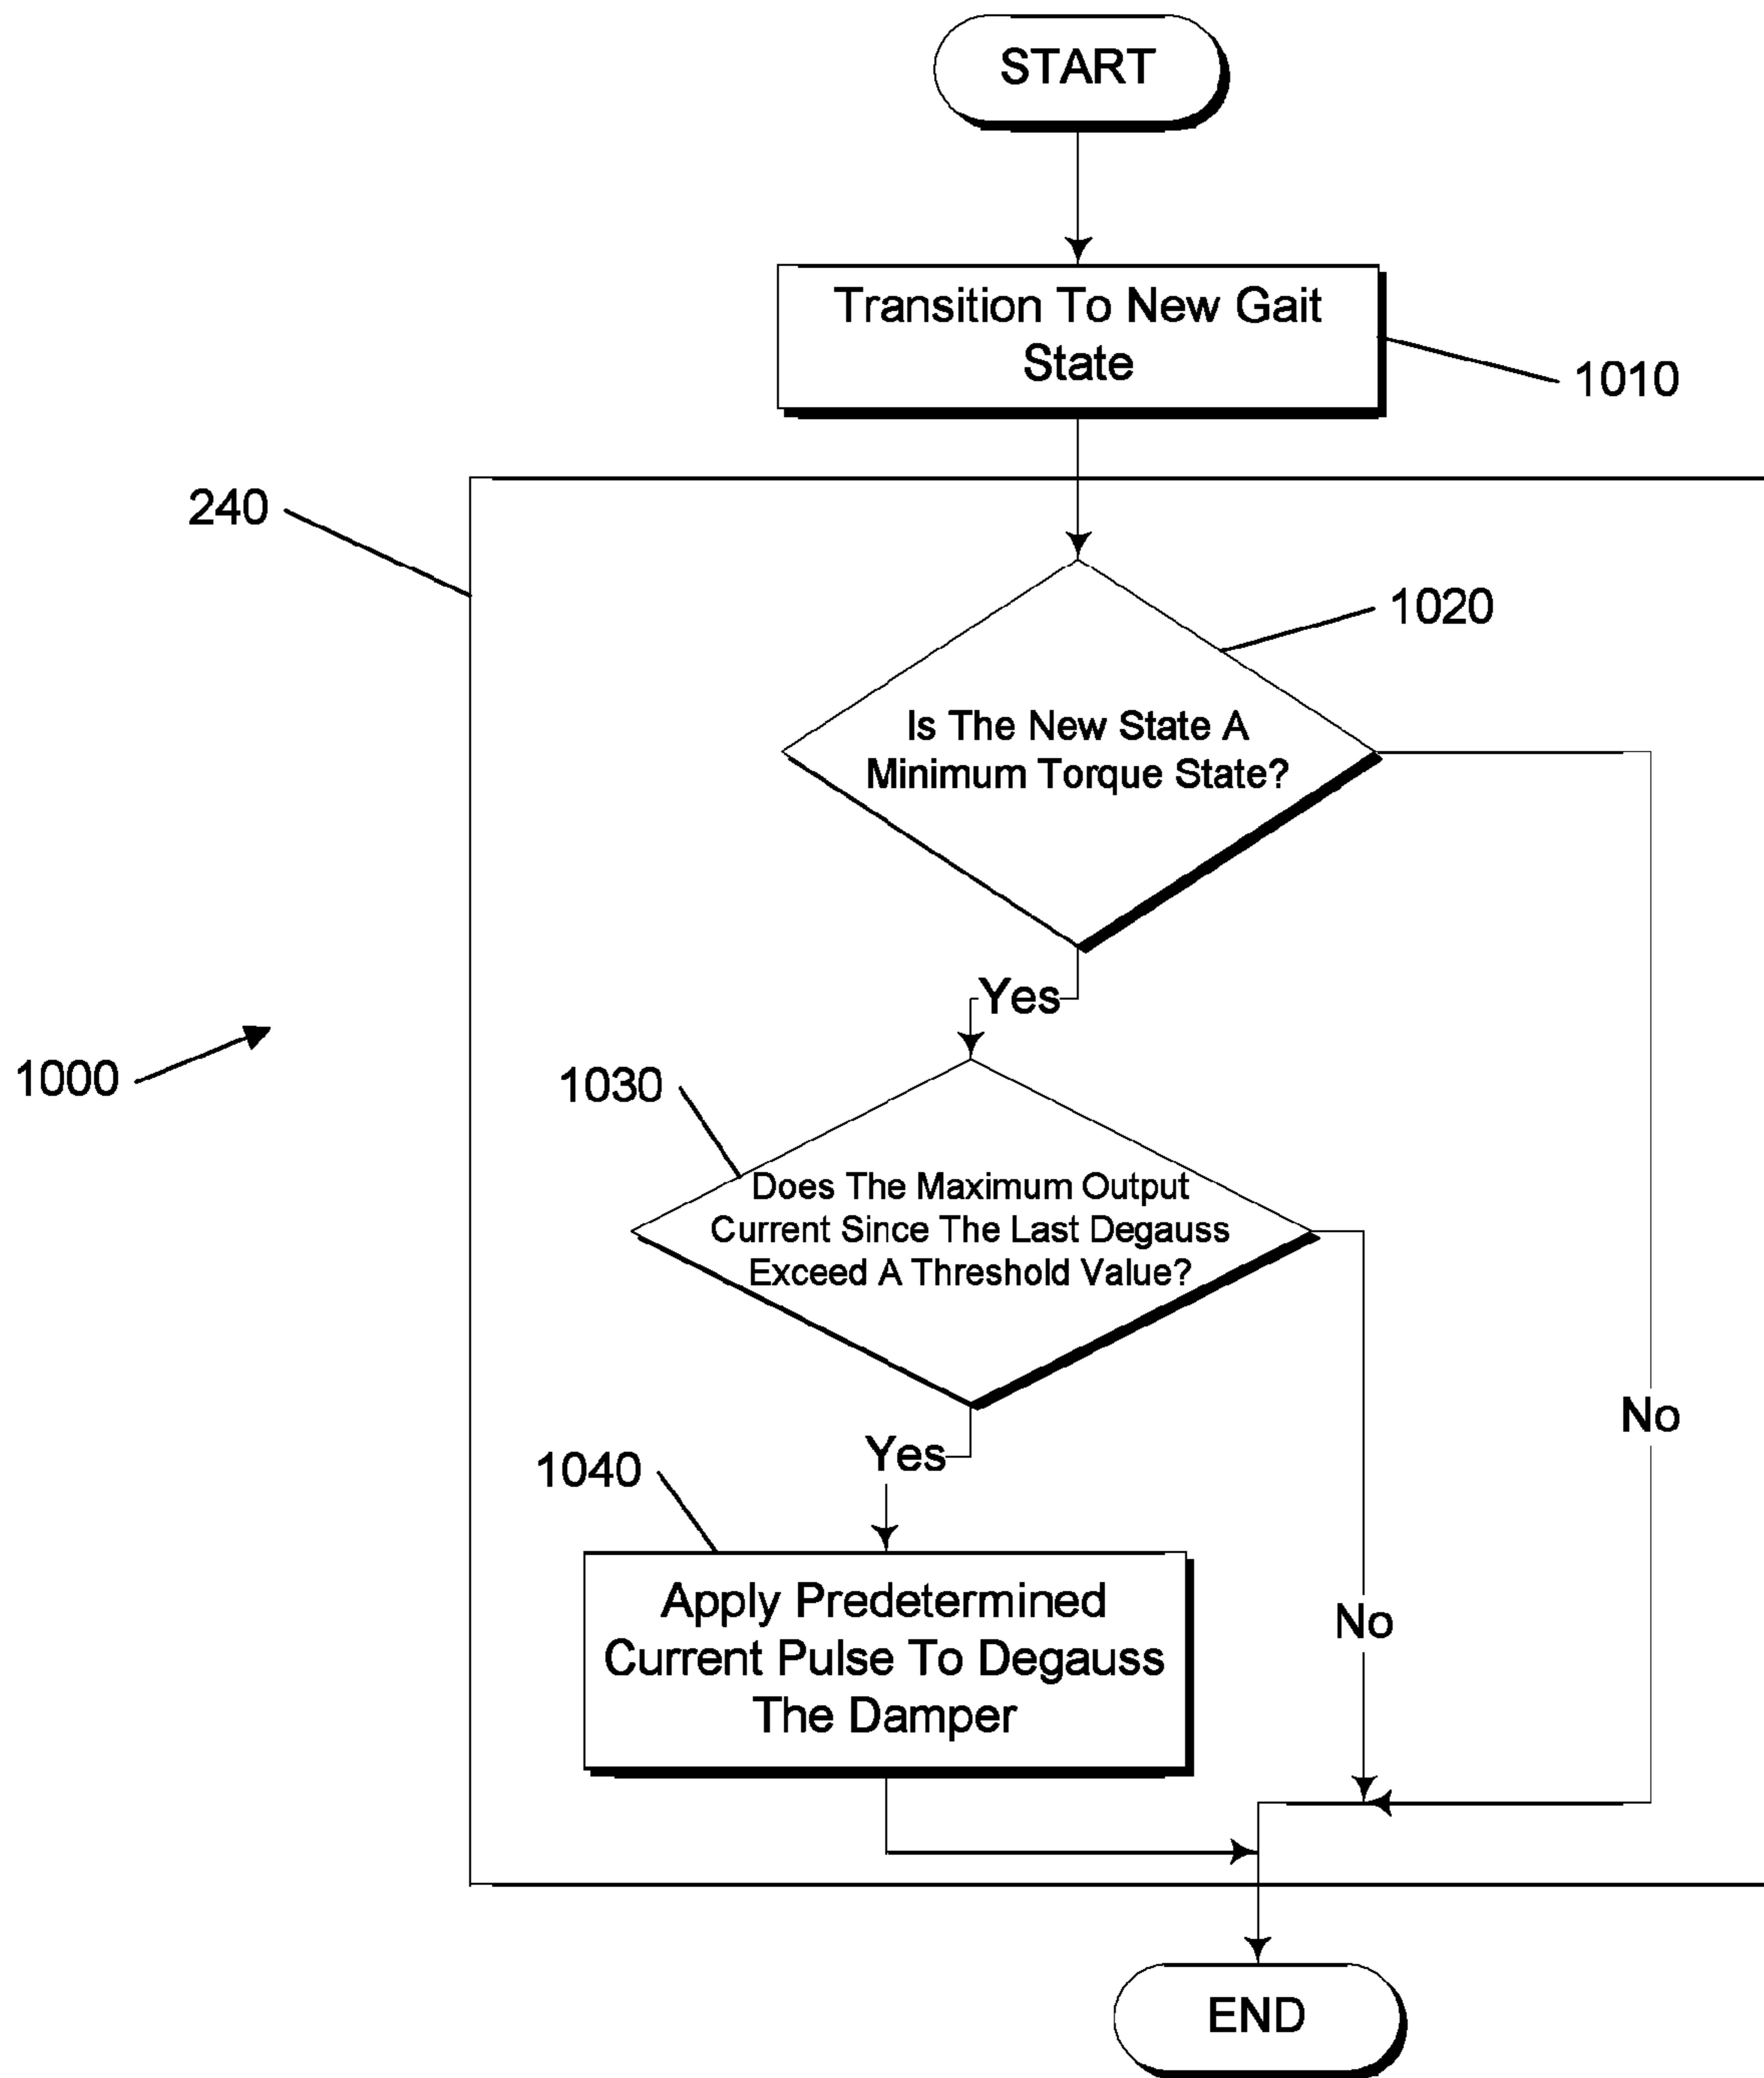 START
Transition To New Gait
State
1010
240
1020
Is The New State A
Minimum Torque State?
Yes
1000
1030
Does The Maximum Output
Current Since The Last Degauss
Exceed A Threshold Value?
No
Yes
1040
Apply Predetermined
Current Pulse To Degauss
The Damper
No
END